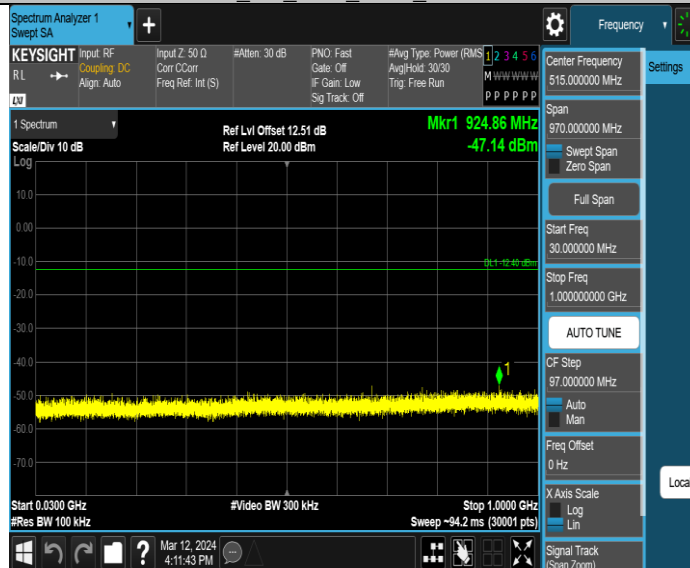 Spectrum Analyzer 1
Swept SA
+
Frequency
KEYSIGHT
RL
LXI
Input: RF
Coupling: DC
Align: Auto
Input Z: 50 Ω
Corr CCorr
Freq Ref: Int (S)
#Atten: 30 dB
PNO: Fast
Gate: Off
IF Gain: Low
Sig Track: Off
#Avg Type: Power (RMS
Avg|Hold: 30/30
Trig: Free Run
1 2 3 4 5 6
M W W W W W
P P P P P P
1 Spectrum
Scale/Div 10 dB
Log
Ref Lvl Offset 12.51 dB
Ref Level 20.00 dBm
Mkr1 924.86 MHz
-47.14 dBm
10.0
0.00
-10.0
-20.0
-30.0
-40.0
-50.0
-60.0
-70.0
DL1 -12.40 dBm
1
Start 0.0300 GHz
#Res BW 100 kHz
#Video BW 300 kHz
Stop 1.0000 GHz
Sweep ~94.2 ms (30001 pts)
?
Mar 12, 2024
4:11:43 PM
Center Frequency
515.000000 MHz
Span
970.000000 MHz
Swept Span
Zero Span
Full Span
Start Freq
30.000000 MHz
Stop Freq
1.000000000 GHz
AUTO TUNE
CF Step
97.000000 MHz
Auto
Man
Freq Offset
0 Hz
X Axis Scale
Log
Lin
Signal Track
(Span Zoom)
Settings
Loca